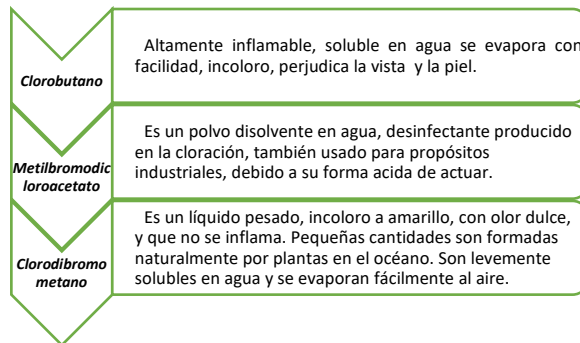 Altamente inflamable, soluble en agua se evapora con
facilidad, incoloro, perjudica la vista y la piel.
Clorobutano
Es un polvo disolvente en agua, desinfectante producido
en la cloración, también usado para propósitos
industriales, debido a su forma acida de actuar.
Metilbromodic
loroacetato
Es un líquido pesado, incoloro a amarillo, con olor dulce,
y que no se inflama. Pequeñas cantidades son formadas
naturalmente por plantas en el océano. Son levemente
solubles en agua y se evaporan fácilmente al aire.
Clorodibromo
metano